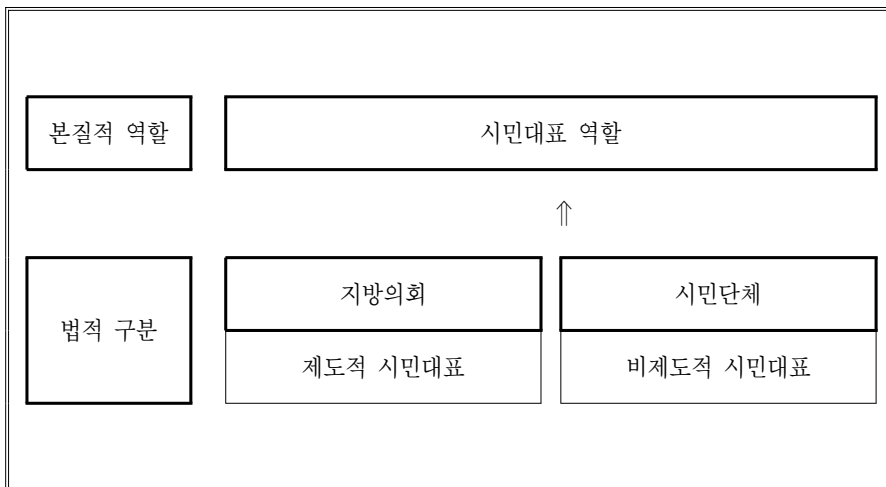 본질적 역할 시민대표 역할
⇑
지방의회 시민단체
법적 구분
제도적 시민대표 비제도적 시민대표